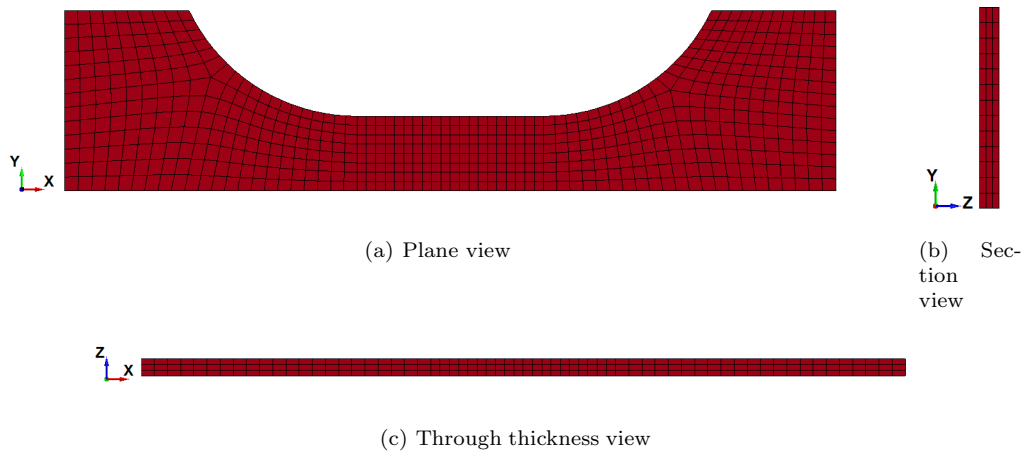 Y
X
(a) Plane view
Y
Z
(b) Sec-
tion
view
Z
X
(c) Through thickness view